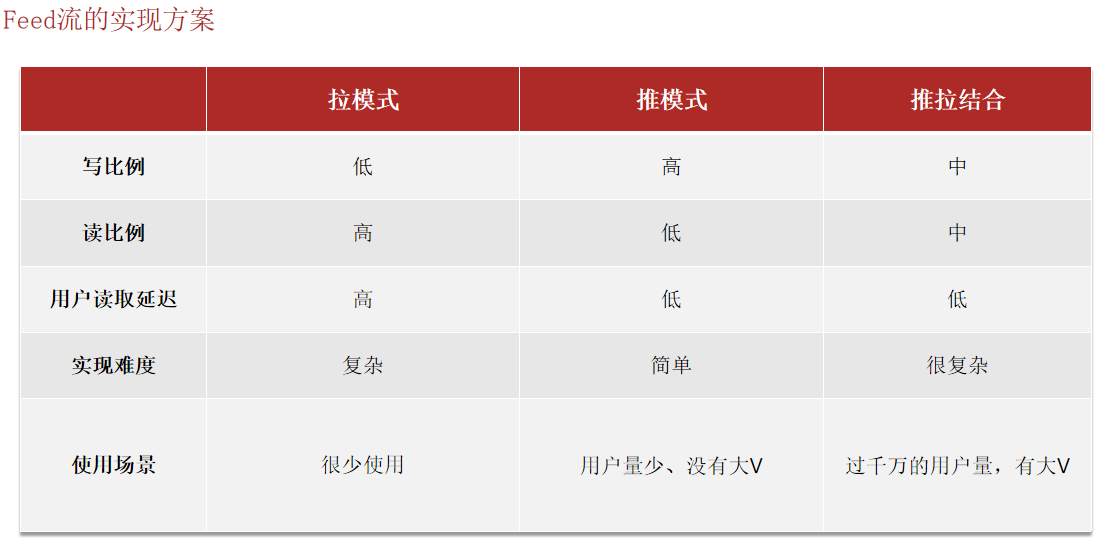 Feed流的实现方案
拉模式 推模式 推拉结合
写比例 低 高 中
读比例 高 低 中
用户读取延迟 高 低 低
实现难度 复杂 简单 很复杂
使用场景 很少使用 用户量少、没有大V 过千万的用户量，有大V